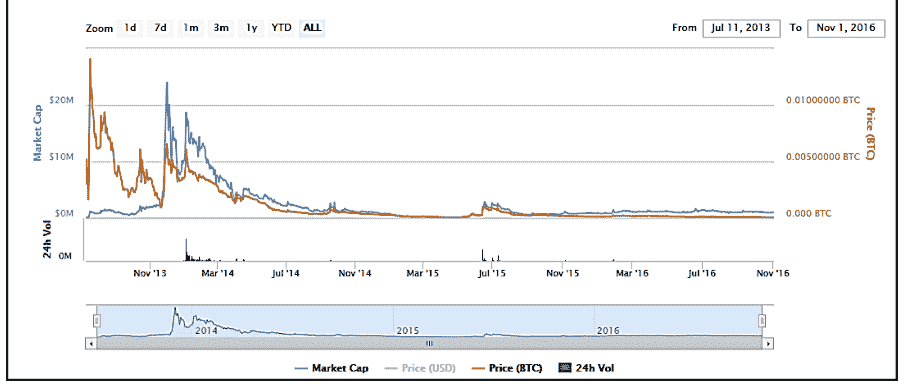 Zoom 1d 7d 1m 3m 1y YTD ALL From Jul 11, 2013 To Nov 1, 2016
Market Cap
$20M
$10M
$0M
0.01000000 BTC
0.00500000 BTC
0.000 BTC
Price (BTC)
24h Vol
0M
Nov '13 Mar '14 Jul '14 Nov '14 Mar '15 Jul '15 Nov '15 Mar '16 Jul '16 Nov '16
2014 2015 2016
Market Cap Price (USD) Price (BTC) 24h Vol